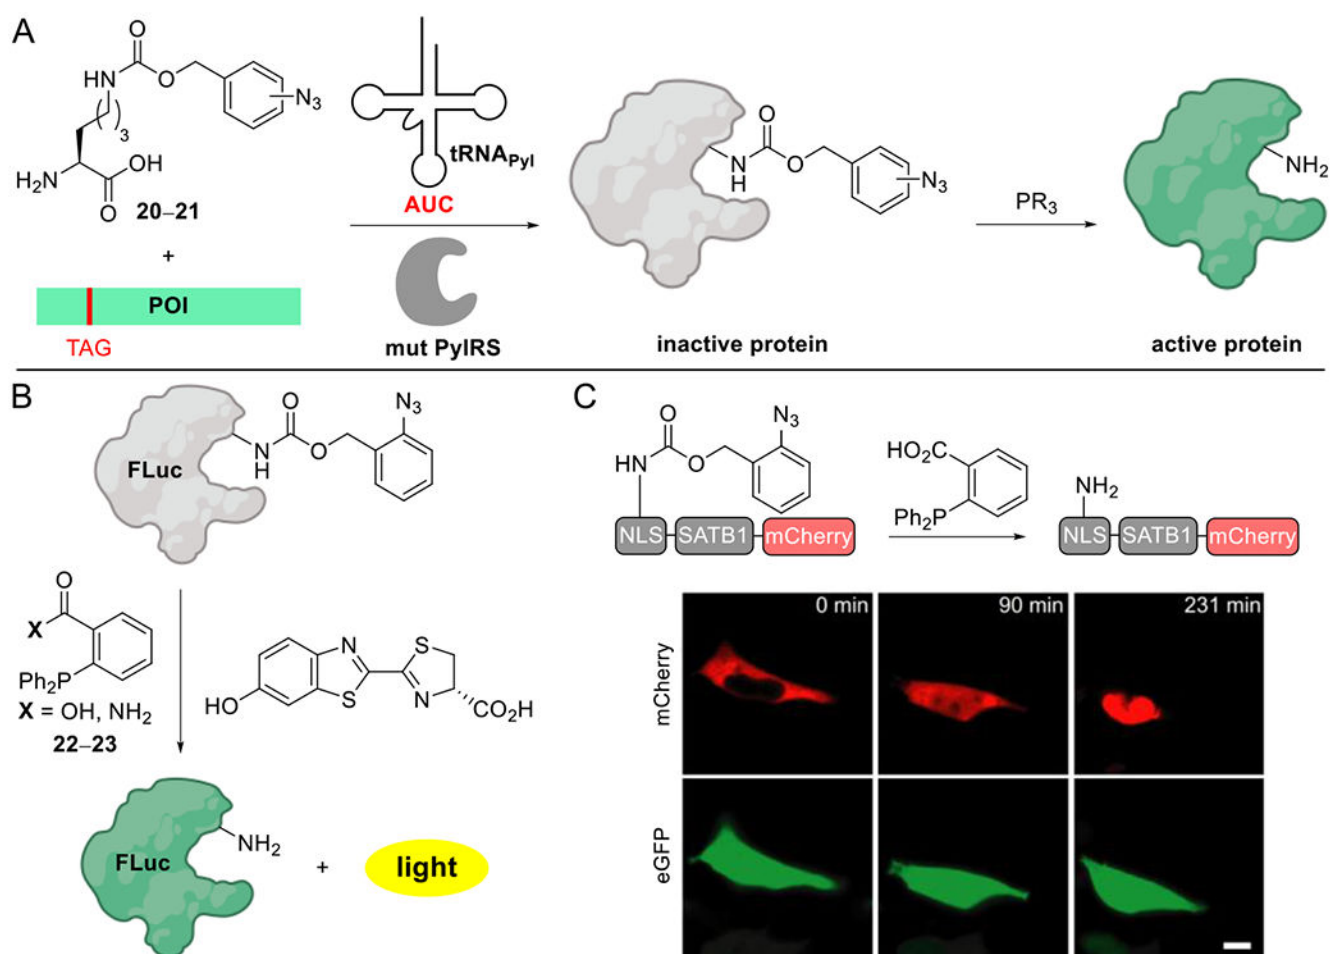 A
HN
O
O
N3
3
H2N
OH
O
20–21
+
POI
TAG
tRNAPyl
AUC
mut PylRS
N
H
O
O
N3
inactive protein
PR3
NH2
active protein
B
FLuc
N
H
O
O
N3
O
X
Ph2P
X = OH, NH2
22–23
HO
N
S
S
N
CO2H
FLuc
NH2
+
light
C
O
HN
O
N3
NLS
SATB1
mCherry
HO2C
Ph2P
NH2
NLS
SATB1
mCherry
0 min
90 min
231 min
mCherry
eGFP